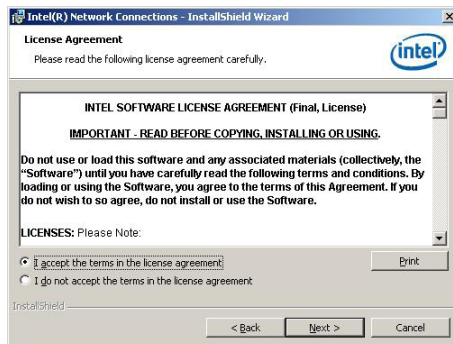 Intel(R) Network Connections - InstallShield Wizard
License Agreement
Please read the following license agreement carefully.
intel
INTEL SOFTWARE LICENSE AGREEMENT (Final, License)
IMPORTANT - READ BEFORE COPYING, INSTALLING OR USING.
Do not use or load this software and any associated materials (collectively, the
“Software”) until you have carefully read the following terms and conditions. By
loading or using the Software, you agree to the terms of this Agreement. If you
do not wish to so agree, do not install or use the Software.
LICENSES: Please Note:
I accept the terms in the license agreement
Print
I do not accept the terms in the license agreement
InstallShield
< Back Next > Cancel